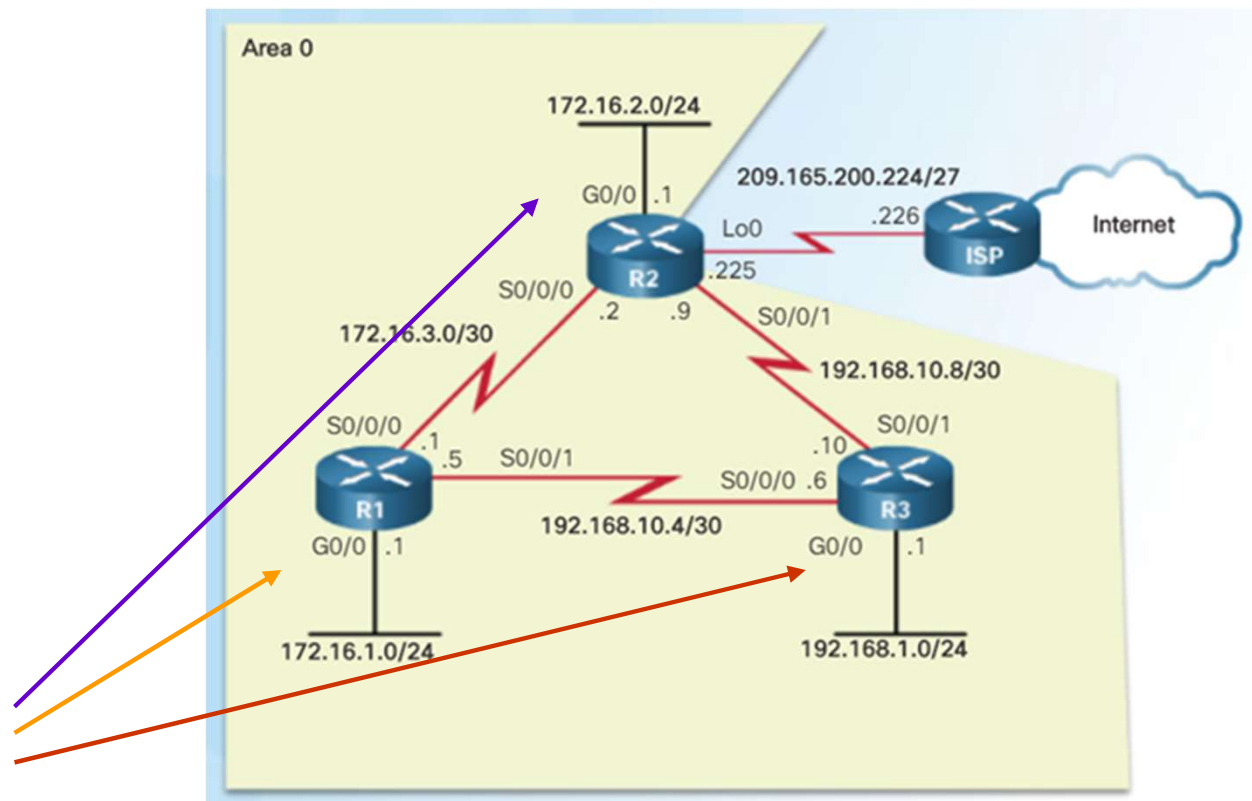 Area 0
172.16.2.0/24
209.165.200.224/27
G0/0 .1
.226
Internet
Lo0
ISP
R2
.225
S0/0/0
.2 .9
S0/0/1
172.16.3.0/30
192.168.10.8/30
S0/0/0
S0/0/1
.1
.10
.5 S0/0/1
S0/0/0 .6
R1
R3
192.168.10.4/30
G0/0 .1
G0/0 .1
172.16.1.0/24
192.168.1.0/24